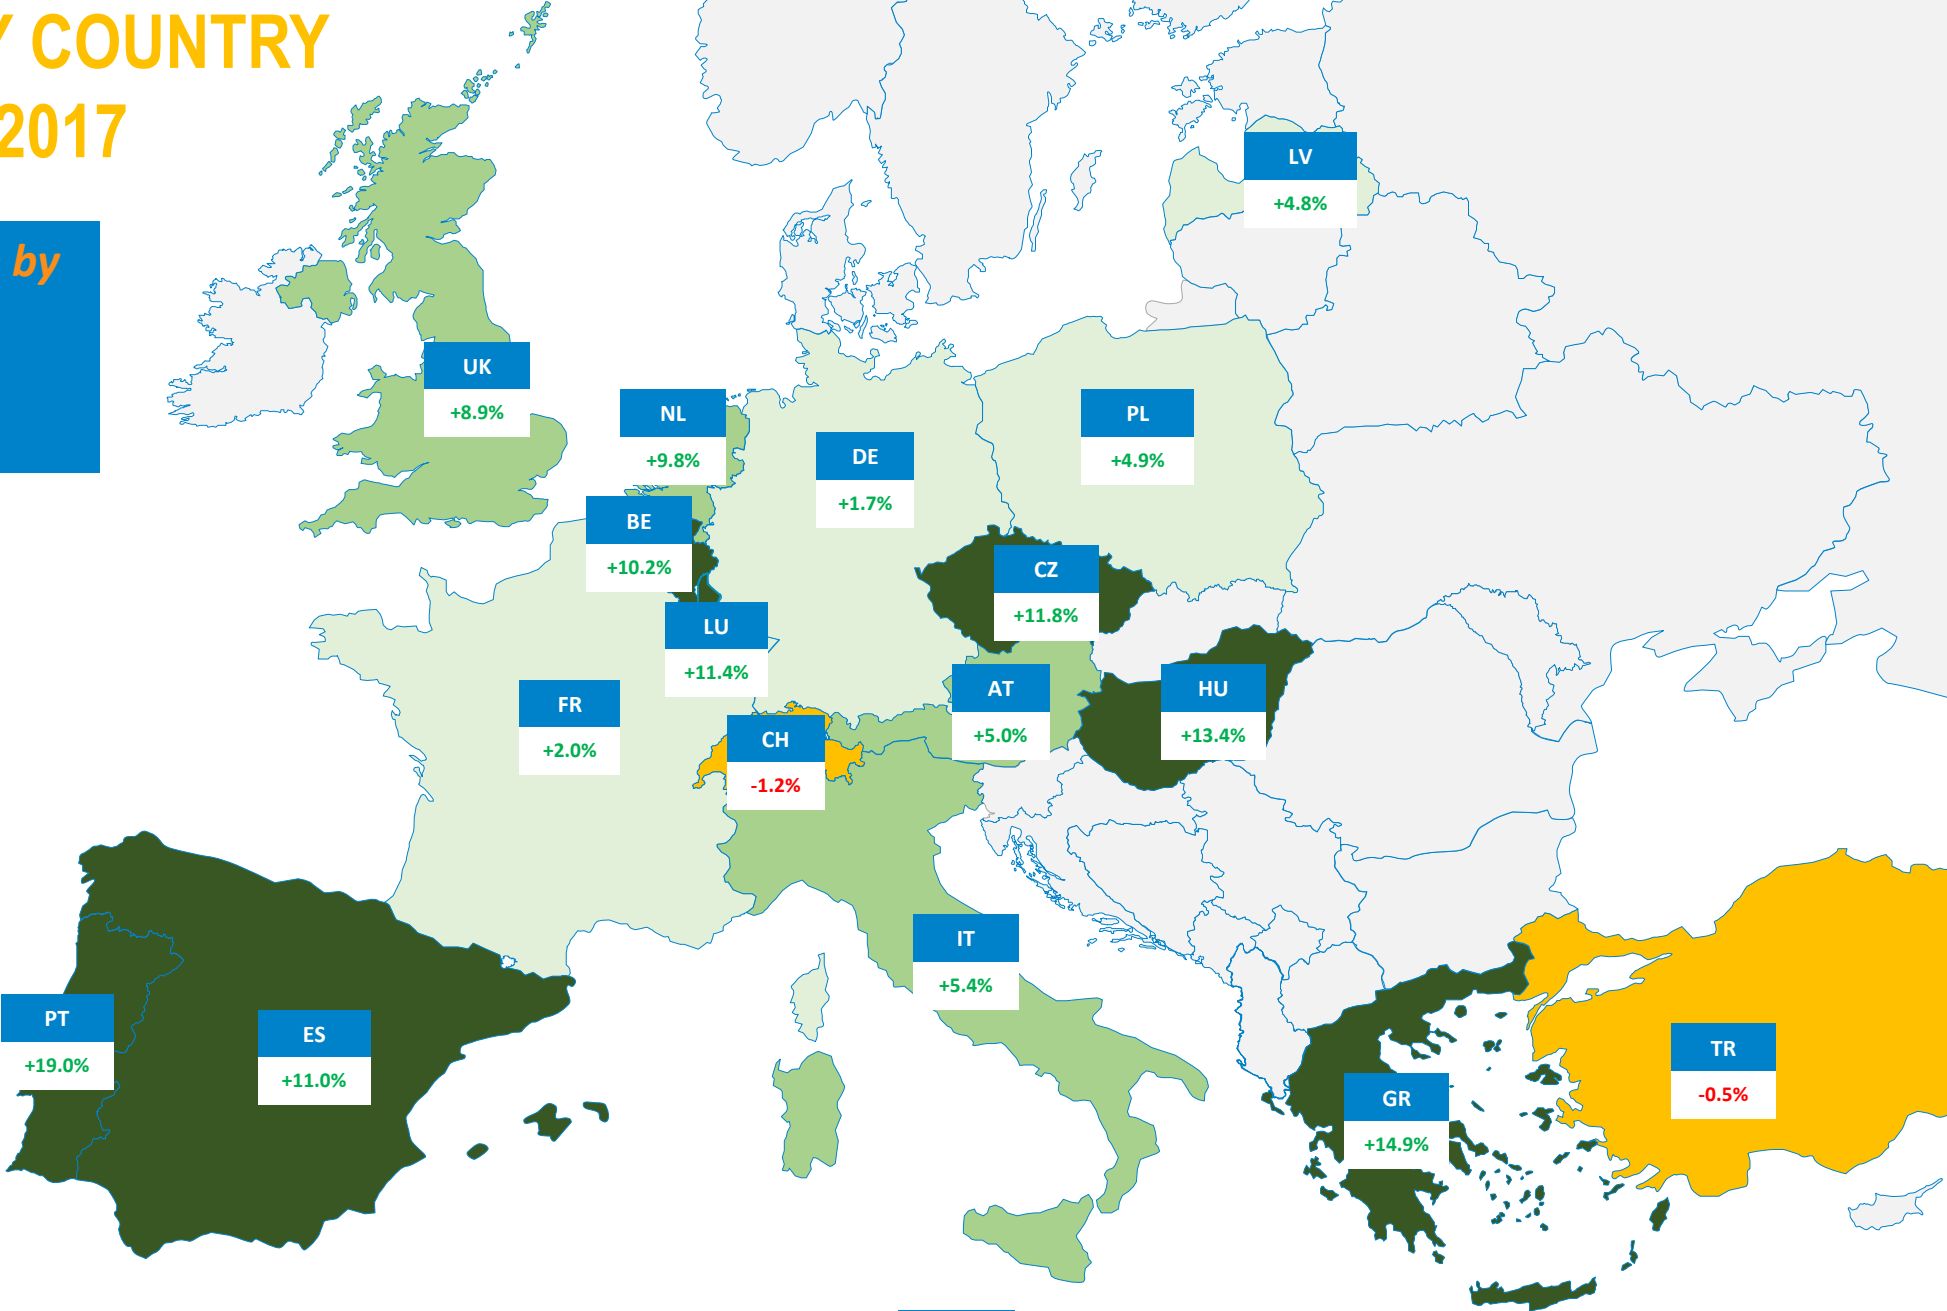 Y COUNTRY
2017
by
LV
+4.8%
UK
+8.9%
NL
+9.8%
DE
+1.7%
PL
+4.9%
BE
+10.2%
CZ
+11.8%
LU
+11.4%
FR
+2.0%
CH
-1.2%
AT
+5.0%
HU
+13.4%
IT
+5.4%
PT
+19.0%
ES
+11.0%
GR
+14.9%
TR
-0.5%